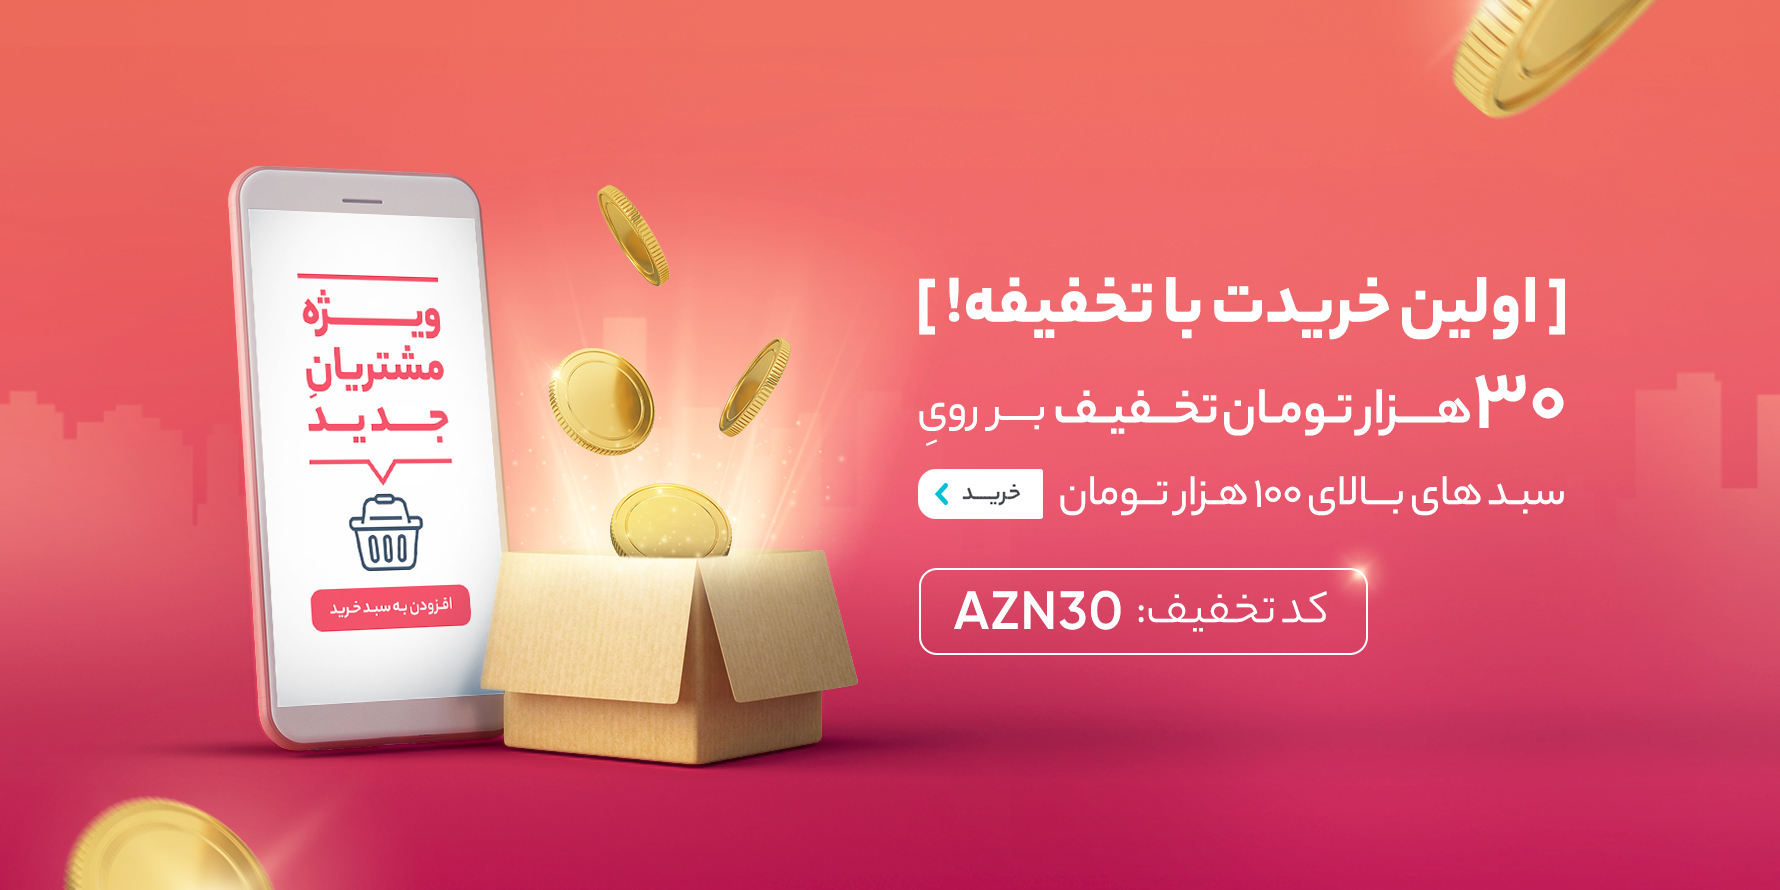 [ اولین خریدت با تخفیفه! ]
۳۰ هزار تومان تخفیف بر رویِ
سبد های بالای ۱۰۰ هزار تومان
خرید
کد تخفیف: AZN30
ویژه
مشتریانِ
جدید
افزودن به سبد خرید